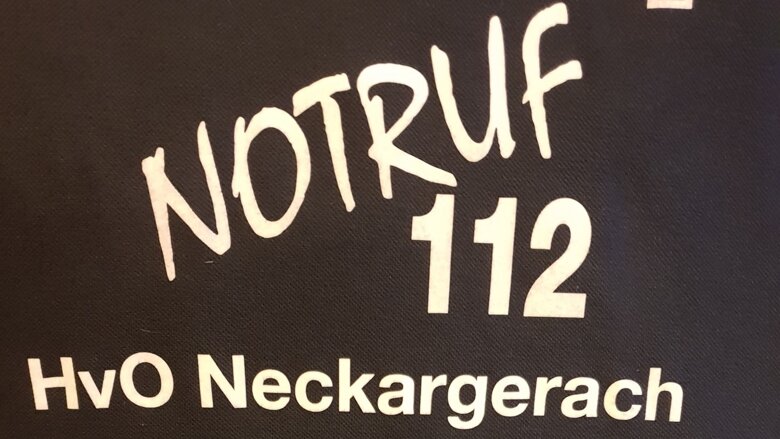 NOTRUF
112
HvO Neckargerach